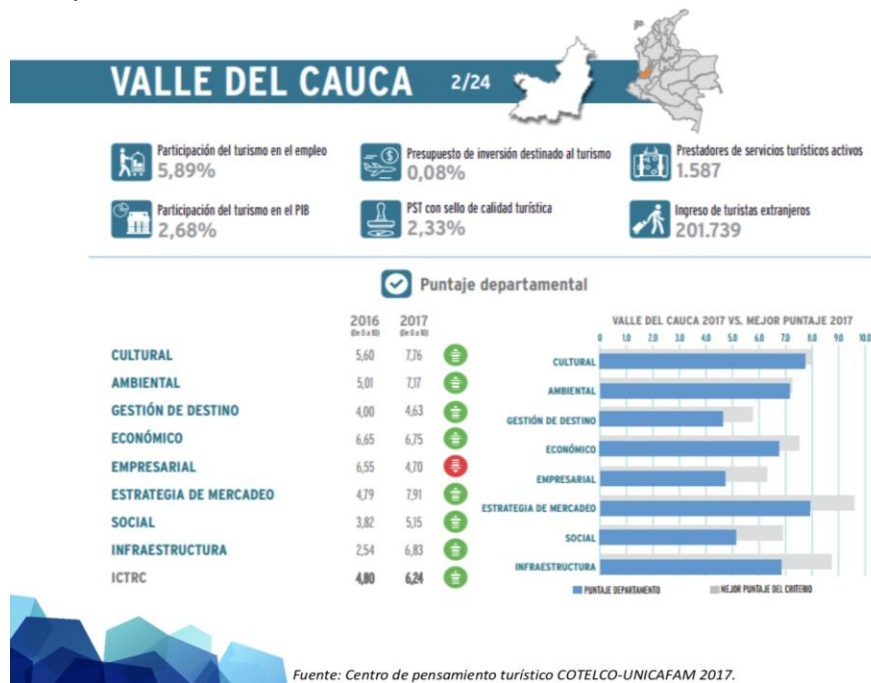 VALLE DEL CAUCA 2/24
Participación del turismo en el empleo
5,89%
Presupuesto de inversión destinado al turismo
0,08%
Prestadores de servicios turísticos activos
1.587
Participación del turismo en el PIB
2,68%
PST con sello de calidad turística
2,33%
Ingreso de turistas extranjeros
201.739
Puntaje departamental
2016 2017
(De 0 a 10) (De 0 a 10)
CULTURAL 5,60 7,76
AMBIENTAL 5,01 7,17
GESTIÓN DE DESTINO 4,00 4,63
ECONÓMICO 6,65 6,75
EMPRESARIAL 6,55 4,70
ESTRATEGIA DE MERCADEO 4,79 7,91
SOCIAL 3,82 5,15
INFRAESTRUCTURA 2,54 6,83
ICTRC 4,80 6,24
VALLE DEL CAUCA 2017 VS. MEJOR PUNTAJE 2017
0 1,0 2,0 3,0 4,0 5,0 6,0 7,0 8,0 9,0 10,0
CULTURAL
AMBIENTAL
GESTIÓN DE DESTINO
ECONÓMICO
EMPRESARIAL
ESTRATEGIA DE MERCADEO
SOCIAL
INFRAESTRUCTURA
PUNTAJE DEPARTAMENTO MEJOR PUNTAJE DEL CRITERIO
Fuente: Centro de pensamiento turístico COTELCO-UNICAFAM 2017.